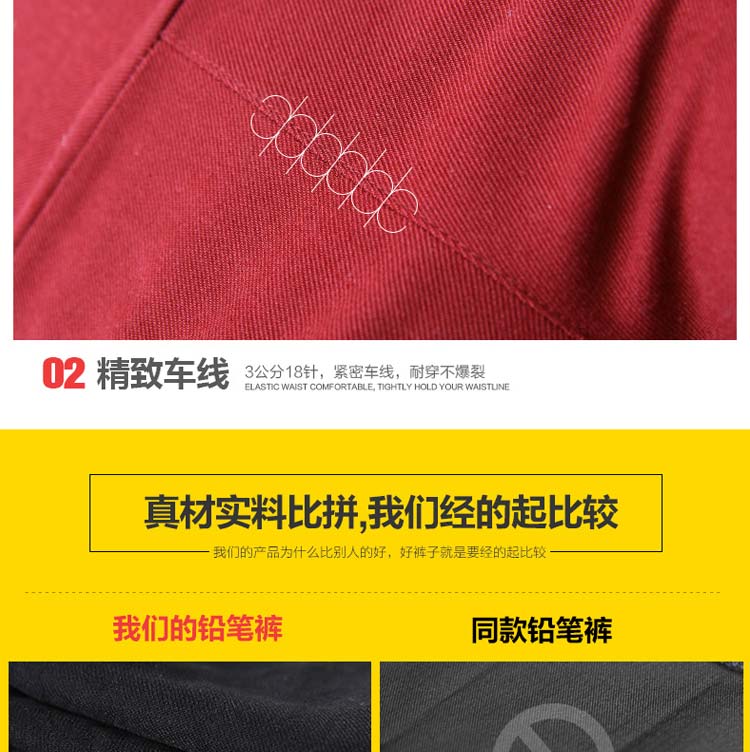 02 精致车线
3公分18针，紧密车线，耐穿不爆裂
ELASTIC WAIST COMFORTABLE, TIGHTLY HOLD YOUR WAISTLINE
真材实料比拼,我们经的起比较
我们的产品为什么比别人的好，好裤子就是要经的起比较
我们的铅笔裤
同款铅笔裤